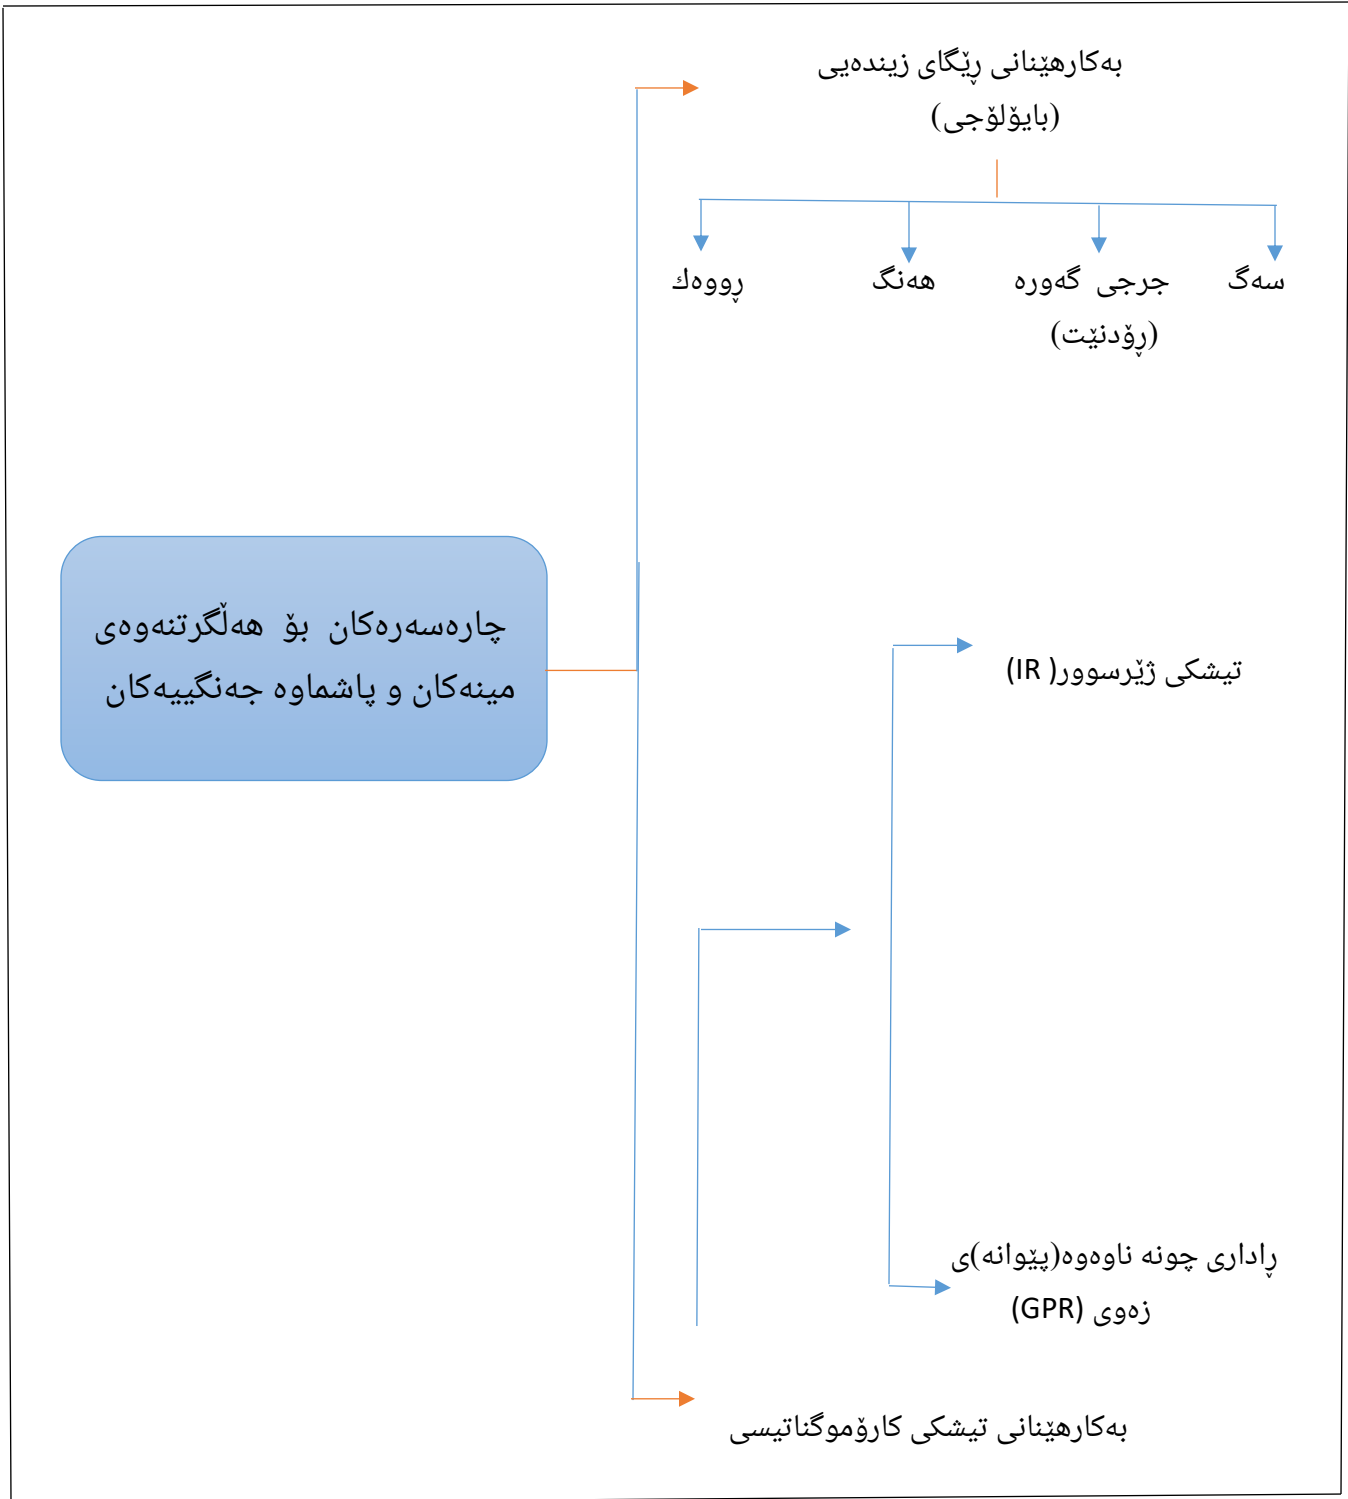 بەکارهێنانی ڕێگای زیندەیی
(بایۆلۆجی)
سەگ
جرجی گەورە
(ڕۆدنێت)
هەنگ
ڕووەك
چارەسەرەکان بۆ هەڵگرتنەوەی
مینەکان و پاشماوە جەنگییەکان
تیشکی ژێرسوور( IR)
ڕاداری چونە ناوەوە(پێوانە)ی
زەوی (GPR)
بەکارهێنانی تیشکی کارۆموگناتیسی